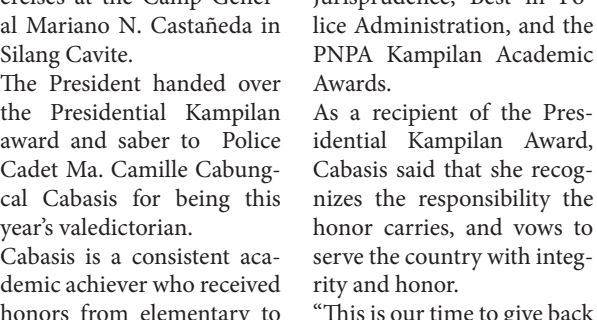 ercises at the Camp Gener-
al Mariano N. Castañeda in
Silang Cavite.
The President handed over
the Presidential Kampilan
award and saber to Police
Cadet Ma. Camille Cabung-
cal Cabasis for being this
year's valedictorian.
Cabasis is a consistent aca-
demic achiever who received
honors from elementary to
Jurisprudence, Best in Po-
lice Administration, and the
PNPA Kampilan Academic
Awards.
As a recipient of the Pres-
idential Kampilan Award,
Cabasis said that she recog-
nizes the responsibility the
honor carries, and vows to
serve the country with integ-
rity and honor.
“This is our time to give back